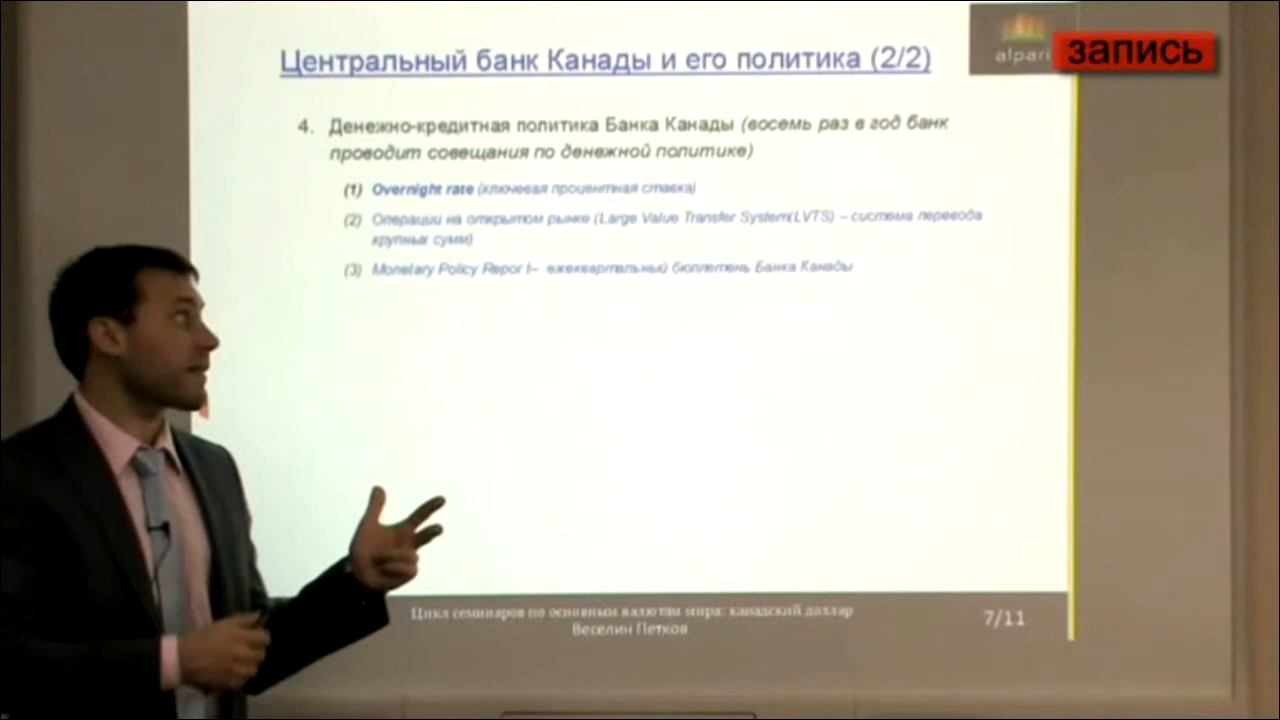 Центральный банк Канады и его политика (2/2)
alpari
запись
4. Денежно-кредитная политика Банка Канады (восемь раз в год банк
проводит совещания по денежной политике)
(1) Overnight rate (ключевая процентная ставка)
(2) Операции на открытом рынке (Large Value Transfer System(LVTS) – система перевода
крупных сумм)
(3) Monetary Policy Repor t– ежеквартальный бюллетень Банка Канады
Цикл семинаров по основным валютам мира: канадский доллар
Веселин Петков
7/11